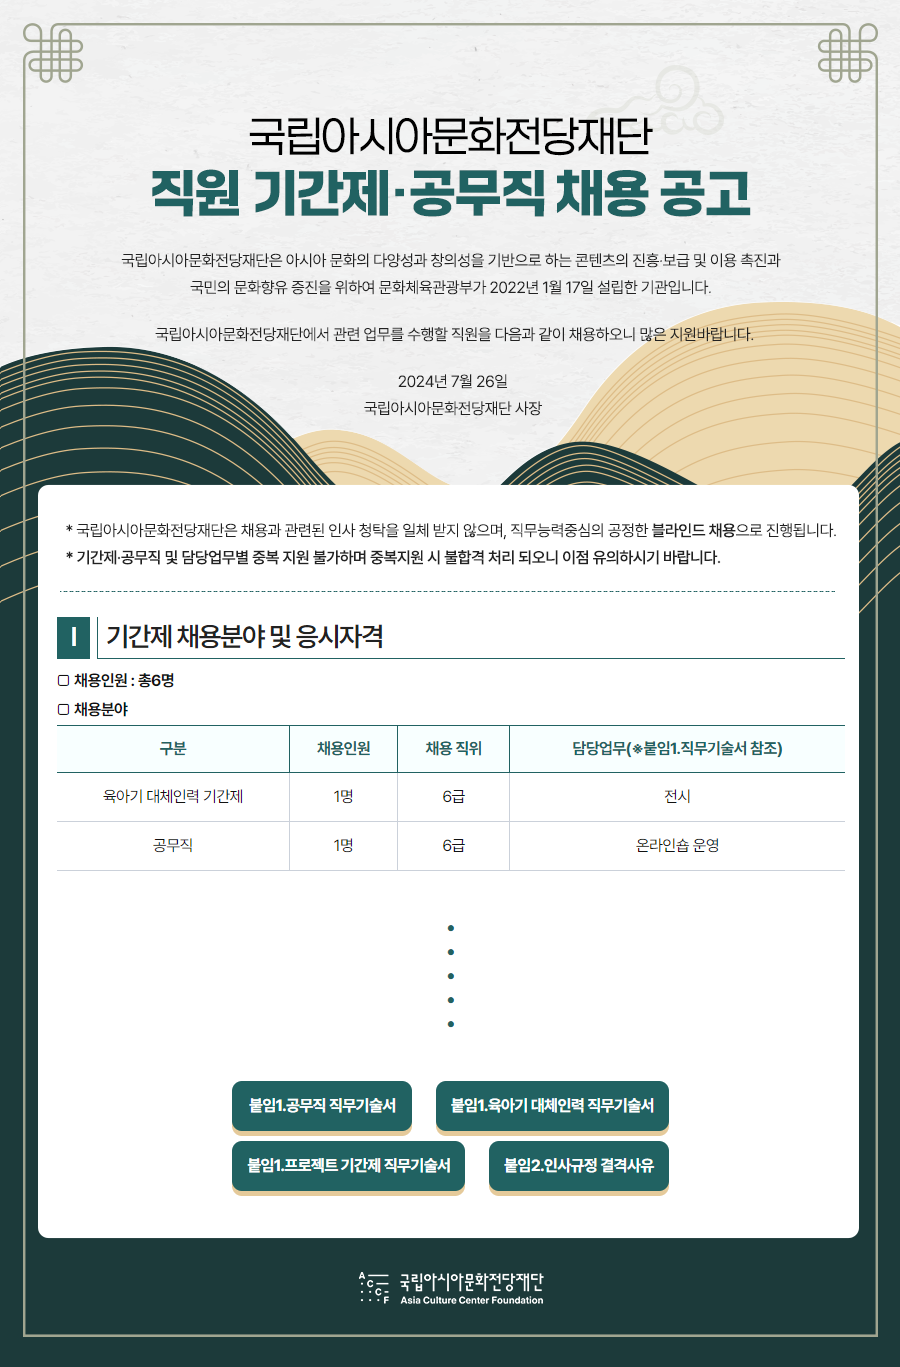 국립아시아문화전당재단
직원 기간제·공무직 채용 공고
국립아시아문화전당재단은 아시아 문화의 다양성과 창의성을 기반으로 하는 콘텐츠의 진흥·보급 및 이용 촉진과
국민의 문화향유 증진을 위하여 문화체육관광부가 2022년 1월 17일 설립한 기관입니다.
국립아시아문화전당재단에서 관련 업무를 수행할 직원을 다음과 같이 채용하오니 많은 지원바랍니다.
2024년 7월 26일
국립아시아문화전당재단 사장
* 국립아시아문화전당재단은 채용과 관련된 인사 청탁을 일체 받지 않으며, 직무능력중심의 공정한 블라인드 채용으로 진행됩니다.
* 기간제·공무직 및 담당업무별 중복 지원 불가하며 중복지원 시 불합격 처리 되오니 이점 유의하시기 바랍니다.
I 기간제 채용분야 및 응시자격
□ 채용인원 : 총6명
□ 채용분야
구분 채용인원 채용 직위 담당업무(※붙임1.직무기술서 참조)
육아기 대체인력 기간제 1명 6급 전시
공무직 1명 6급 온라인숍 운영
붙임1.공무직 직무기술서 붙임1.육아기 대체인력 직무기술서
붙임1.프로젝트 기간제 직무기술서 붙임2.인사규정 결격사유
ACCF 국립아시아문화전당재단
Asia Culture Center Foundation